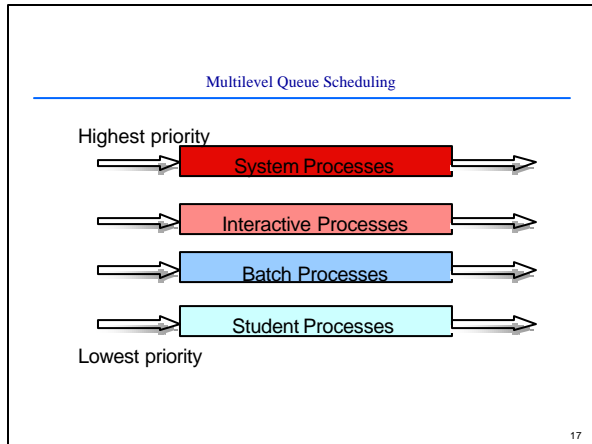 Multilevel Queue Scheduling
Highest priority
System Processes
Interactive Processes
Batch Processes
Student Processes
Lowest priority
17